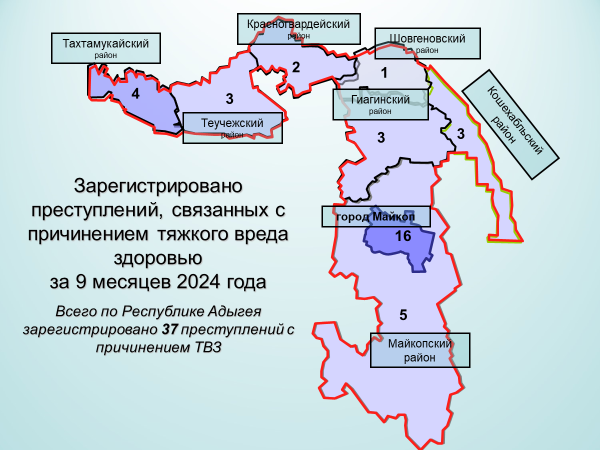 Красногвардейский
район
Тахтамукайский
район
Шовгеновский
район
2
1
4
3
Гиагинский
район
Кошехабльский
район
Теучежский
район
3
3
Зарегистрировано
преступлений, связанных с
причинением тяжкого вреда
здоровью
за 9 месяцев 2024 года
город Майкоп
16
Всего по Республике Адыгея
зарегистрировано 37 преступлений с
причинением ТВЗ
5
Майкопский
район